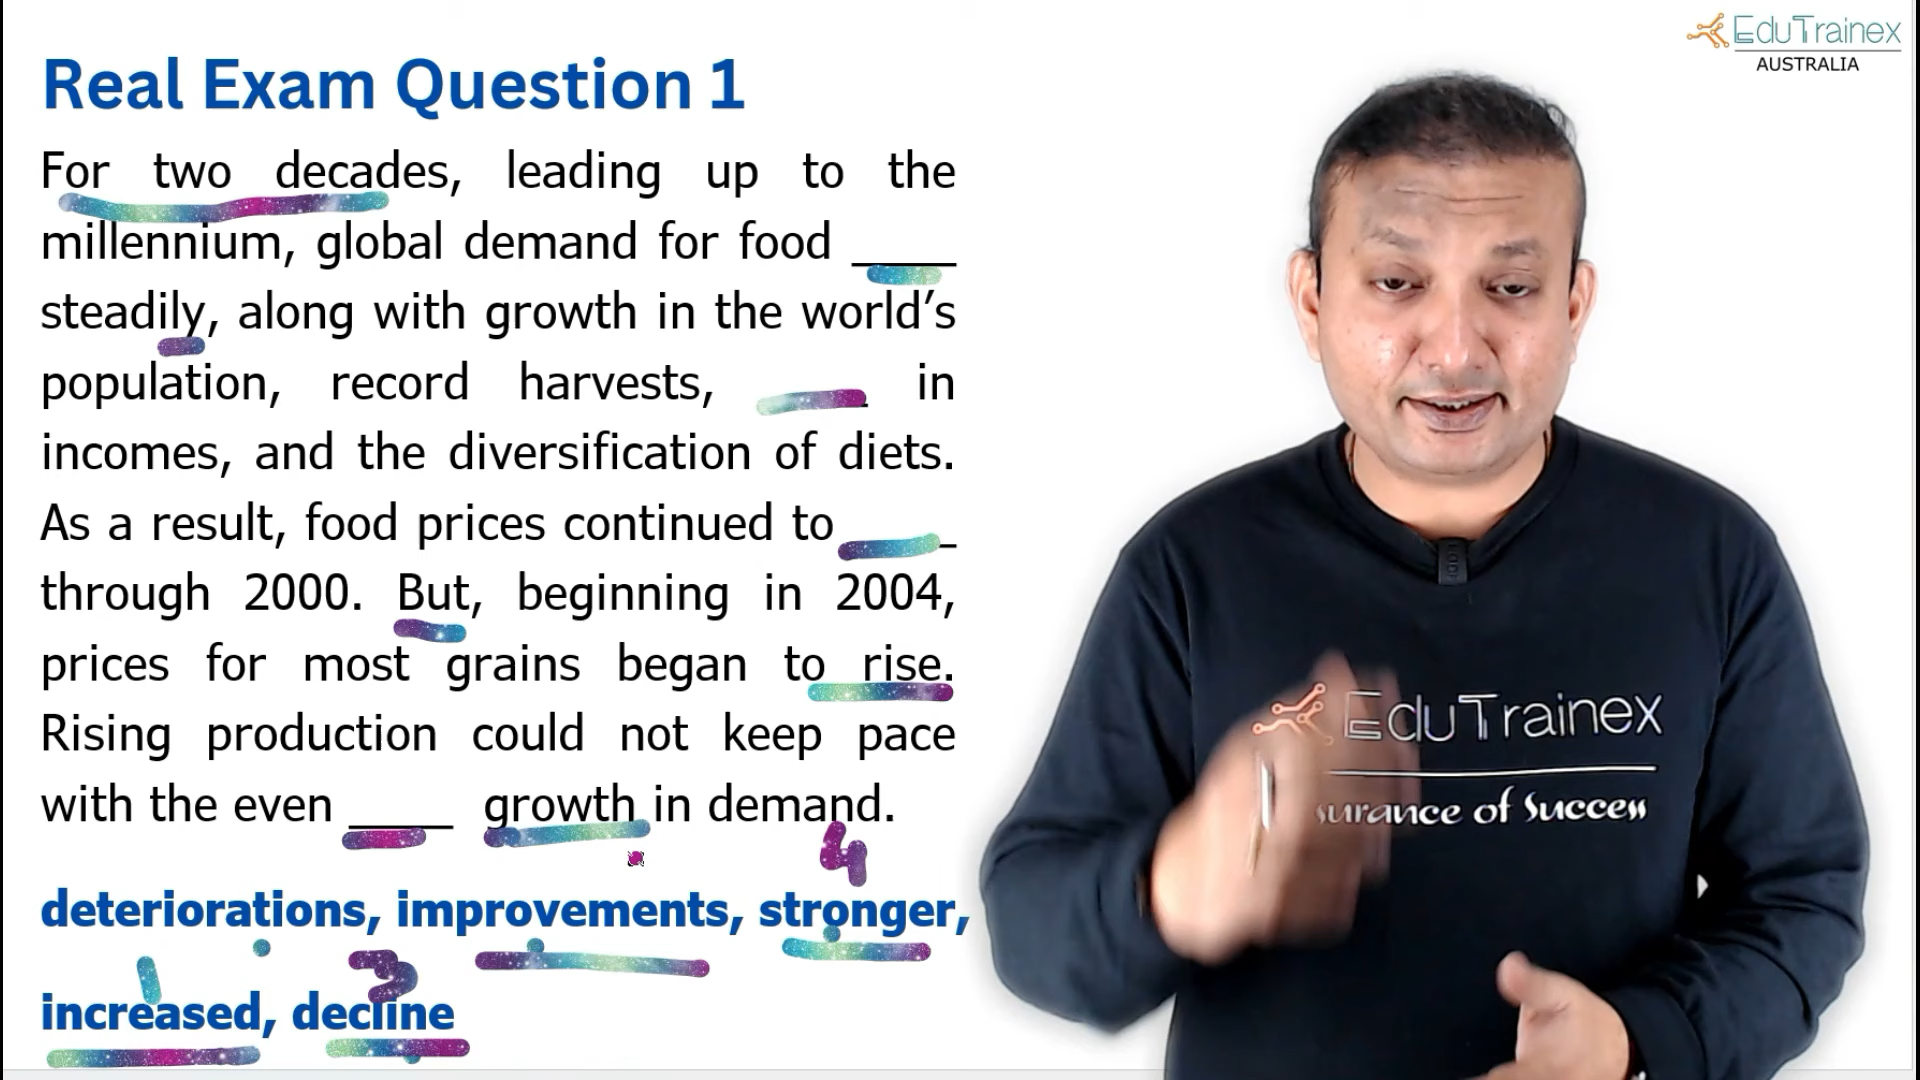 EduTrainex
AUSTRALIA
Real Exam Question 1
For two decades, leading up to the
millennium, global demand for food ____
steadily, along with growth in the world’s
population, record harvests, ____ in
incomes, and the diversification of diets.
As a result, food prices continued to ____
through 2000. But, beginning in 2004,
prices for most grains began to rise.
Rising production could not keep pace
with the even ____ growth in demand.
4
deteriorations, improvements, stronger,
1 3
increased, decline
EduTrainex
surance of Success